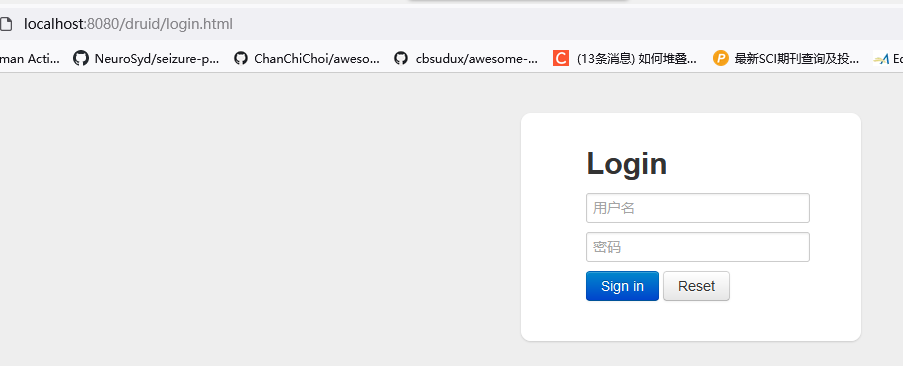 localhost:8080/druid/login.html
man Acti... NeuroSyd/seizure-p... ChanChiChoi/aweso... cbsudux/awesome-... C (13条消息) 如何堆叠... P 最新SCI期刊查询及投... Ec
Login
用户名
密码
Sign in Reset